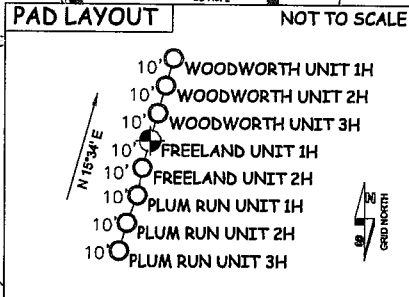 PAD LAYOUT
NOT TO SCALE
10' WOODWORTH UNIT 1H
10' WOODWORTH UNIT 2H
10' WOODWORTH UNIT 3H
10' FREELAND UNIT 1H
10' FREELAND UNIT 2H
10' PLUM RUN UNIT 1H
10' PLUM RUN UNIT 2H
10' PLUM RUN UNIT 3H
N 15°34' E
GRID NORTH